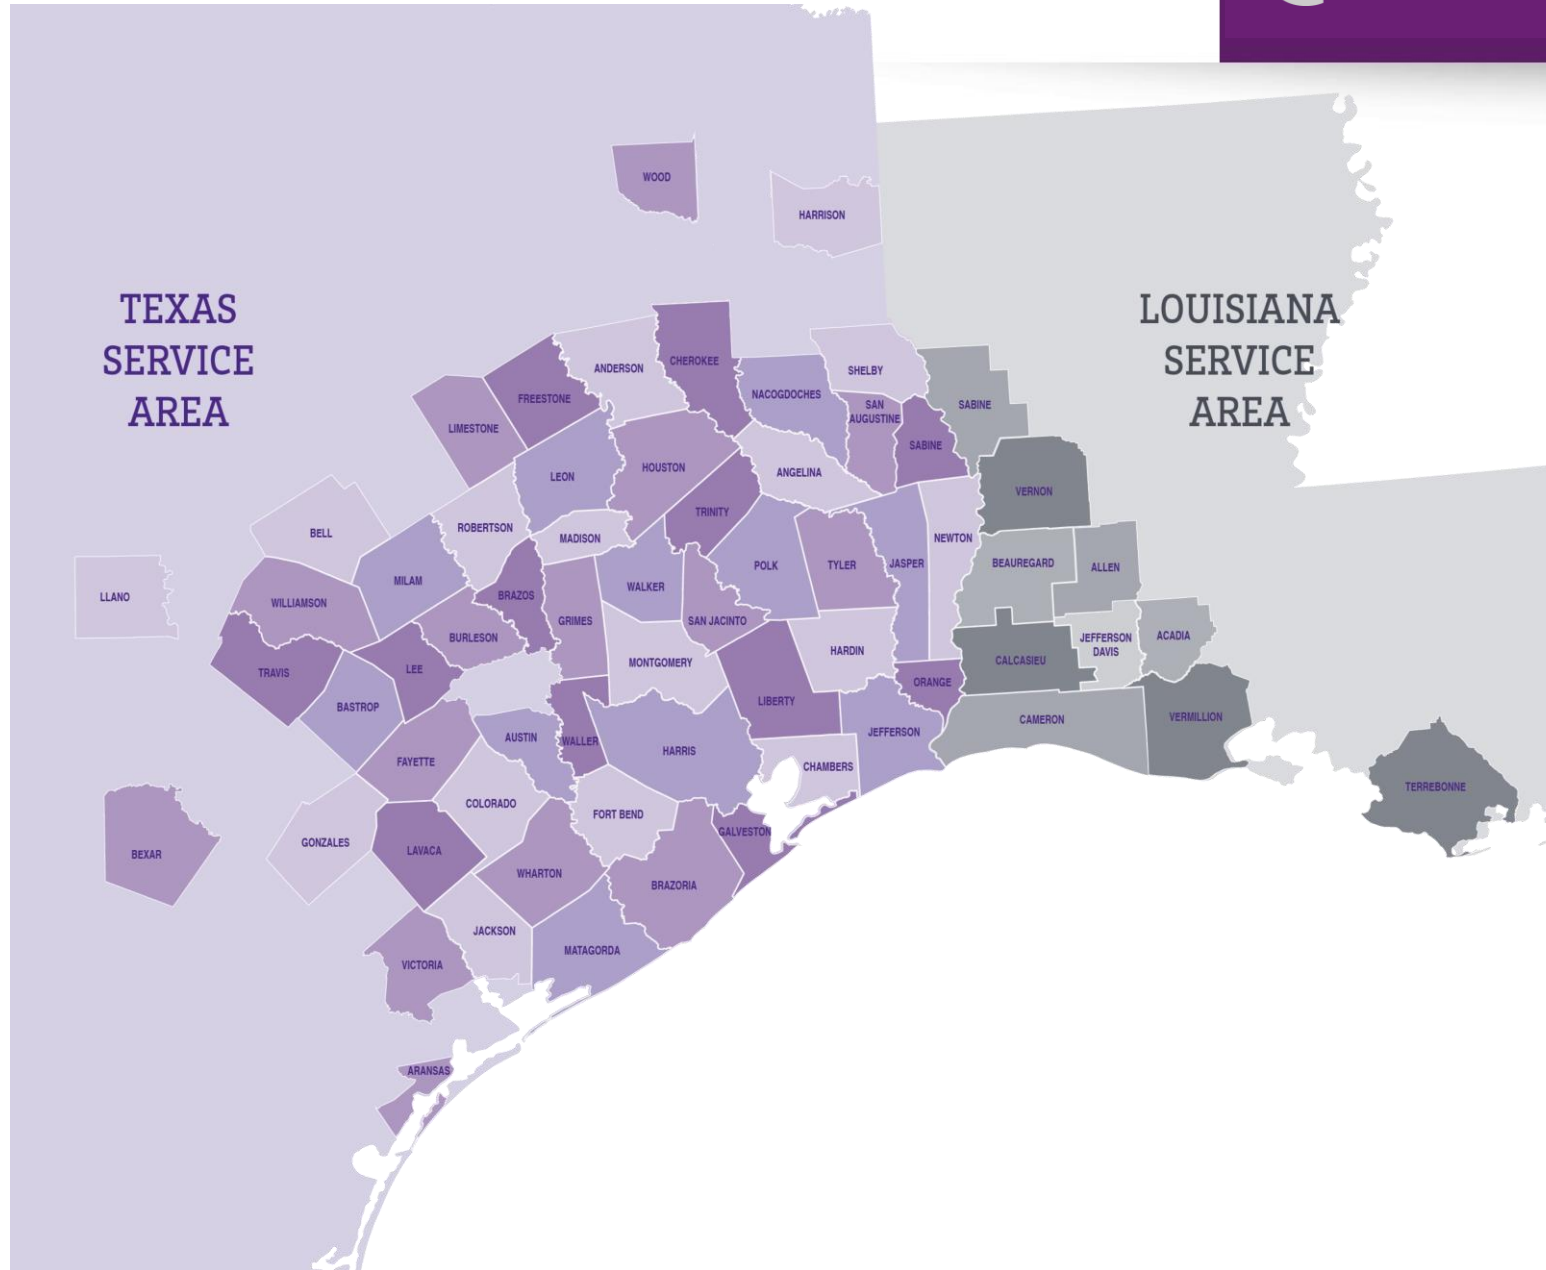 WOOD
HARRISON
TEXAS
SERVICE
AREA
LOUISIANA
SERVICE
AREA
CHEROKEE
ANDERSON
SHELBY
NACOGDOCHES
FREESTONE
SAN
AUGUSTINE
SABINE
LIMESTONE
SABINE
HOUSTON
ANGELINA
LEON
VERNON
TRINITY
ROBERTSON
BELL
MADISON
NEWTON
BEAUREGARD
JASPER
POLK
TYLER
ALLEN
MILAM
WALKER
BRAZOS
LLANO
WILLIAMSON
GRIMES
SAN JACINTO
BURLESON
JEFFERSON
DAVIS
ACADIA
HARDIN
CALCASIEU
MONTGOMERY
LEE
TRAVIS
ORANGE
LIBERTY
BASTROP
VERMILLION
CAMERON
JEFFERSON
AUSTIN
WALLER
HARRIS
FAYETTE
CHAMBERS
TERREBONNE
COLORADO
FORT BEND
GALVESTON
GONZALES
LAVACA
BEXAR
WHARTON
BRAZORIA
JACKSON
MATAGORDA
VICTORIA
ARANSAS